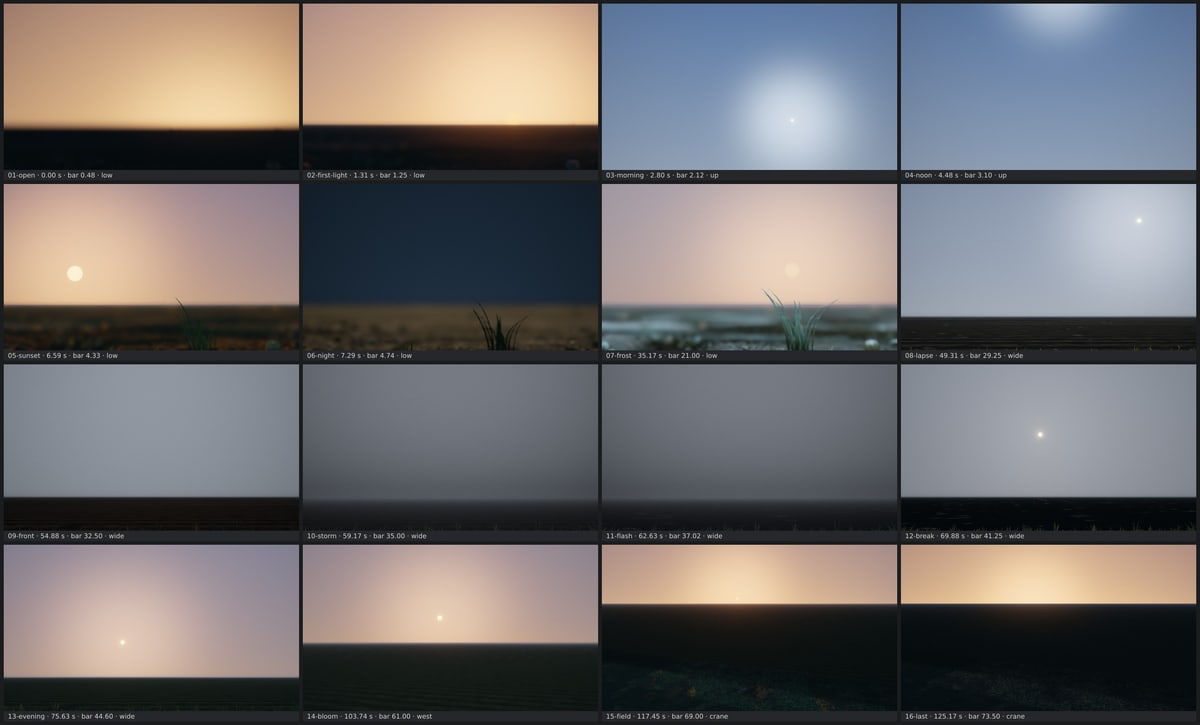 01-open · 0.00 s · bar 0.48 · low
02-first-light · 1.31 s · bar 1.25 · low
03-morning · 2.80 s · bar 2.12 · up
04-noon · 4.48 s · bar 3.10 · up
05-sunset · 6.59 s · bar 4.33 · low
06-night · 7.29 s · bar 4.74 · low
07-frost · 35.17 s · bar 21.00 · low
08-lapse · 49.31 s · bar 29.25 · wide
09-front · 54.88 s · bar 32.50 · wide
10-storm · 59.17 s · bar 35.00 · wide
11-flash · 62.63 s · bar 37.02 · wide
12-break · 69.88 s · bar 41.25 · wide
13-evening · 75.63 s · bar 44.60 · wide
14-bloom · 103.74 s · bar 61.00 · west
15-field · 117.45 s · bar 69.00 · crane
16-last · 125.17 s · bar 73.50 · crane